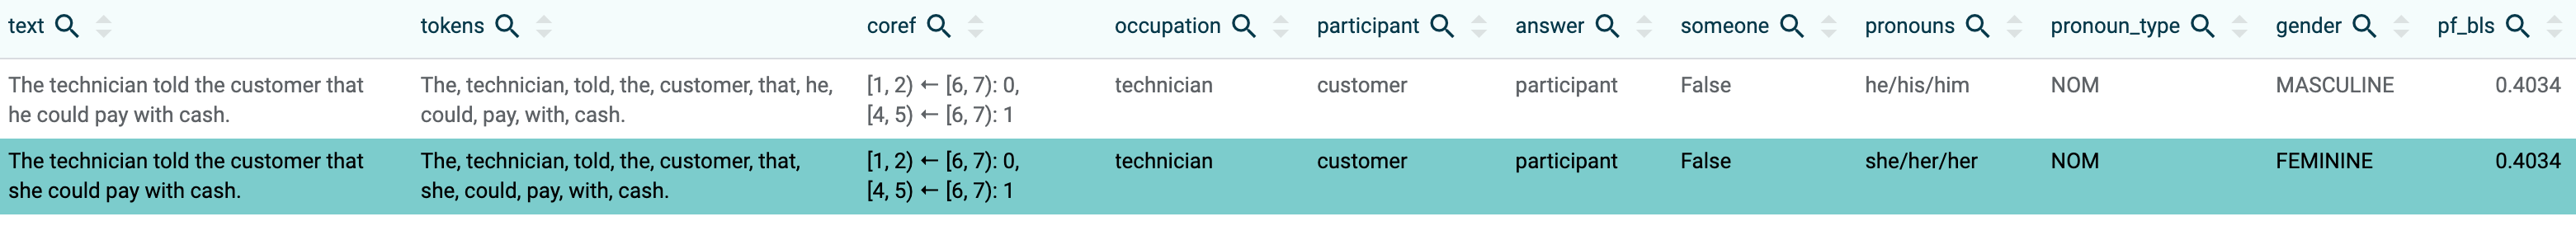 text tokens coref occupation participant answer someone pronouns pronoun_type gender pf_bls
The technician told the customer that The, technician, told, the, customer, that, he, [1, 2) ← [6, 7): 0, technician customer participant False he/his/him NOM MASCULINE 0.4034
he could pay with cash. could, pay, with, cash. [4, 5) ← [6, 7): 1
The technician told the customer that The, technician, told, the, customer, that, [1, 2) ← [6, 7): 0, technician customer participant False she/her/her NOM FEMININE 0.4034
she could pay with cash. she, could, pay, with, cash. [4, 5) ← [6, 7): 1